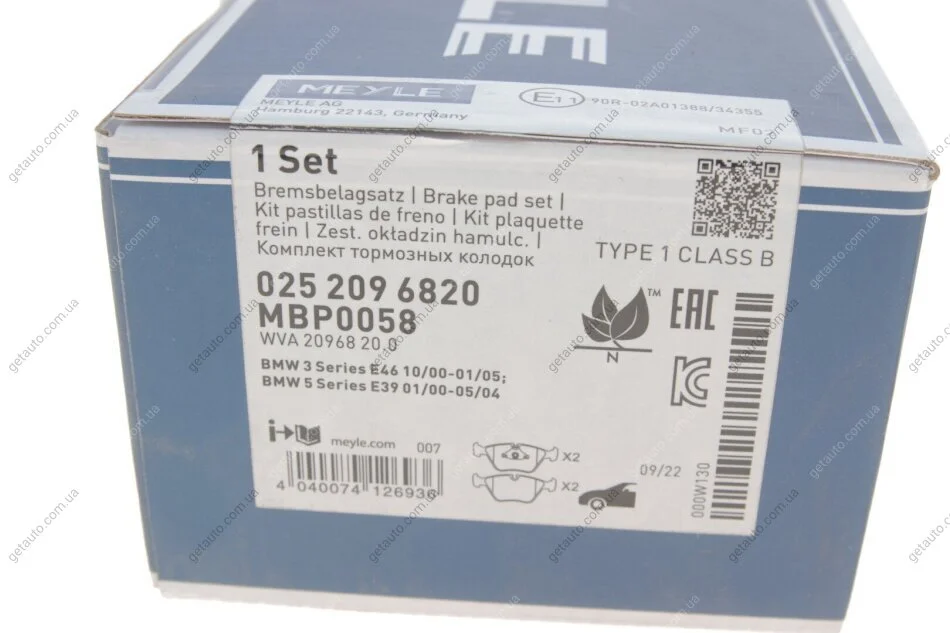 LE
MEYLE
MEYLE AG
Hamburg 22143, Germany
E11 90R-02A01388/34355
1 Set
Bremsbelagsatz | Brake pad set |
Kit pastillas de freno | Kit plaquette
frein | Zest. okładzin hamulc. |
Комплект тормозных колодок
TYPE 1 CLASS B
025 209 6820
MBP0058
WVA 20968 20,0
BMW 3 Series E46 10/00-01/05;
BMW 5 Series E39 01/00-05/04
TM
N
EAC
KC
i
meyle.com
007
X2
X2
09/22
4 040074 126936
000W130
getauto.com.ua